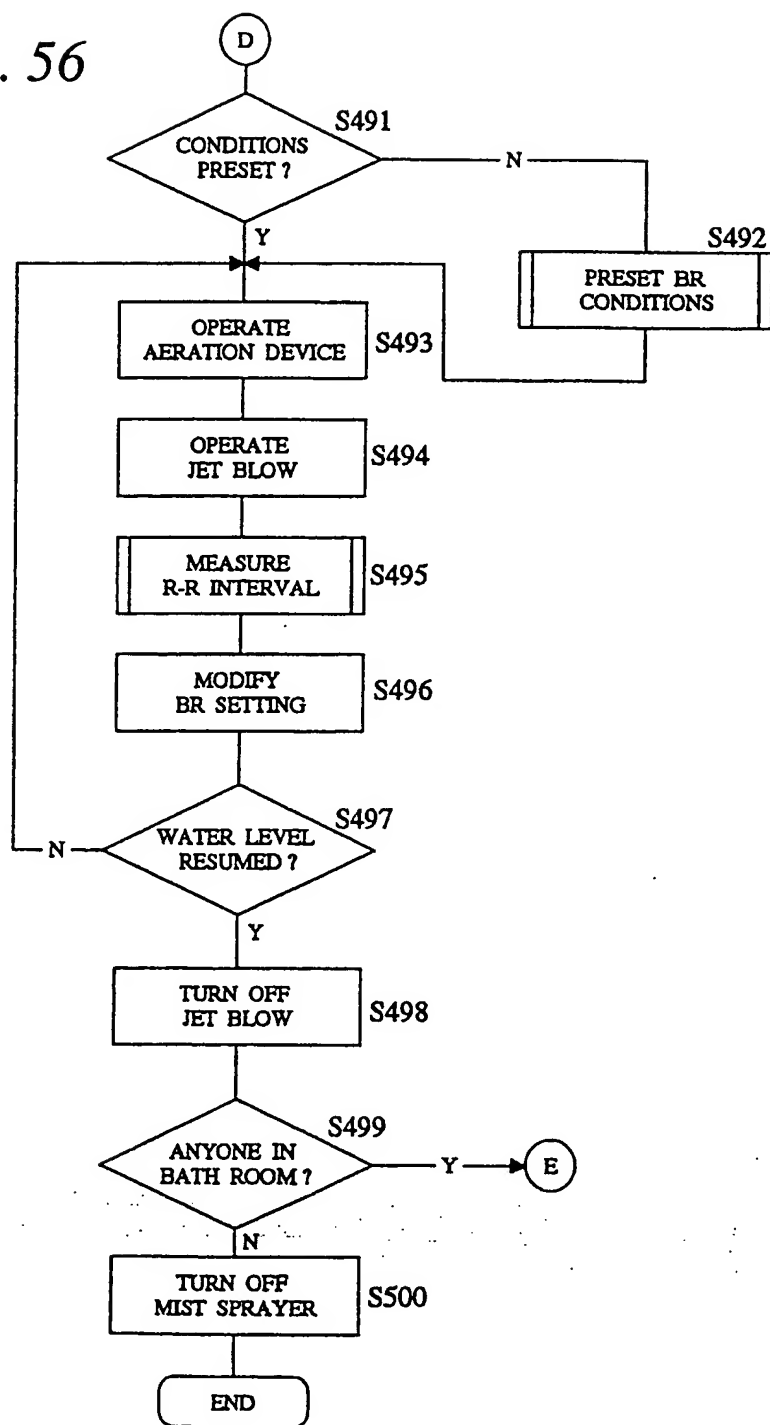 . 56
D
S491
CONDITIONS
PRESET ?
N
Y
S492
PRESET BR
CONDITIONS
OPERATE
AERATION DEVICE
S493
OPERATE
JET BLOW
S494
MEASURE
R-R INTERVAL
S495
MODIFY
BR SETTING
S496
S497
WATER LEVEL
RESUMED ?
N
Y
TURN OFF
JET BLOW
S498
S499
ANYONE IN
BATH ROOM ?
Y
E
N
TURN OFF
MIST SPRAYER
S500
END